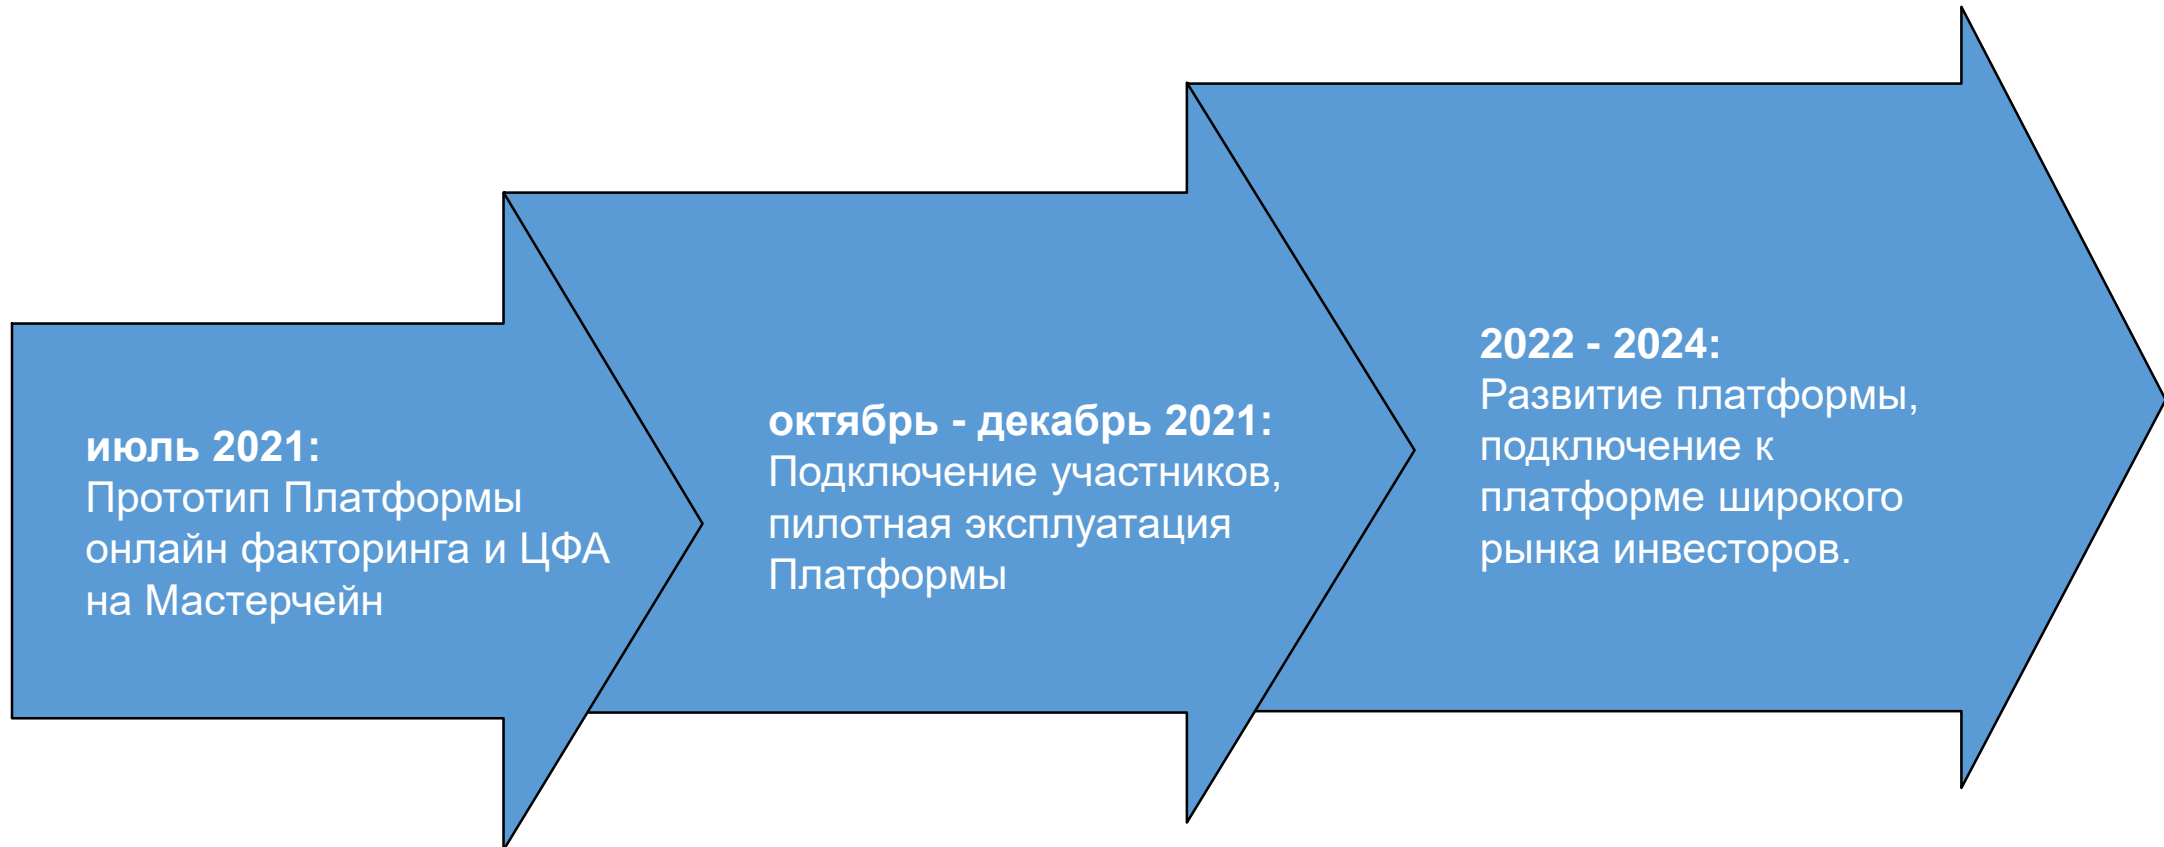 июль 2021:
Прототип Платформы
онлайн факторинга и ЦФА
на Мастерчейн
октябрь - декабрь 2021:
Подключение участников,
пилотная эксплуатация
Платформы
2022 - 2024:
Развитие платформы,
подключение к
платформе широкого
рынка инвесторов.